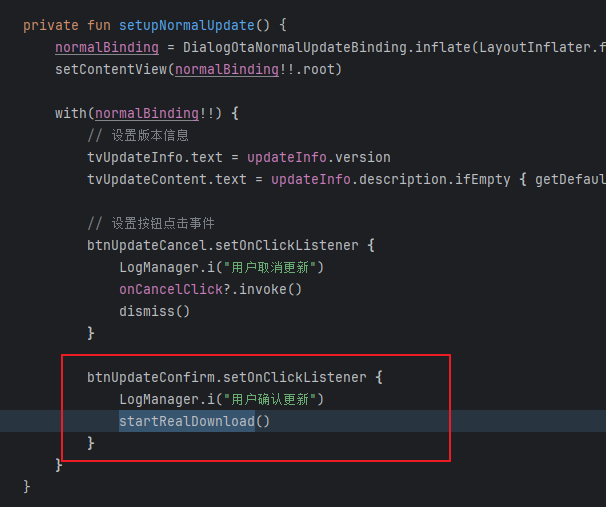 private fun setupNormalUpdate() {
normalBinding = DialogOtaNormalUpdateBinding.inflate(LayoutInflater.f
setContentView(normalBinding!!.root)
with(normalBinding!!) {
// 设置版本信息
tvUpdateInfo.text = updateInfo.version
tvUpdateContent.text = updateInfo.description.ifEmpty { getDefaul
// 设置按钮点击事件
btnUpdateCancel.setOnClickListener {
LogManager.i("用户取消更新")
onCancelClick?.invoke()
dismiss()
}
btnUpdateConfirm.setOnClickListener {
LogManager.i("用户确认更新")
startRealDownload()
}
}
}